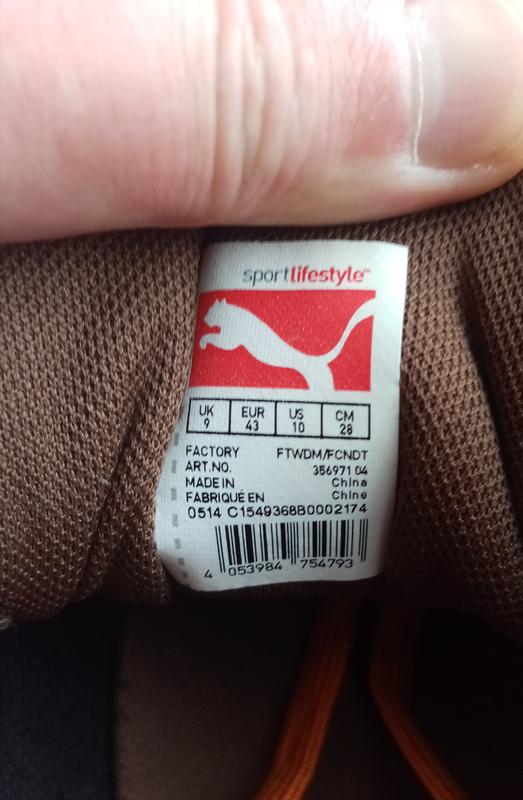 sportlifestyle™
UK EUR US CM
9 43 10 28
FACTORY FTWDM/FCNDT
ART.NO. 356971 04
MADE IN China
FABRIQUÉ EN Chine
0514 C1549368B0002174
4 053984 754793